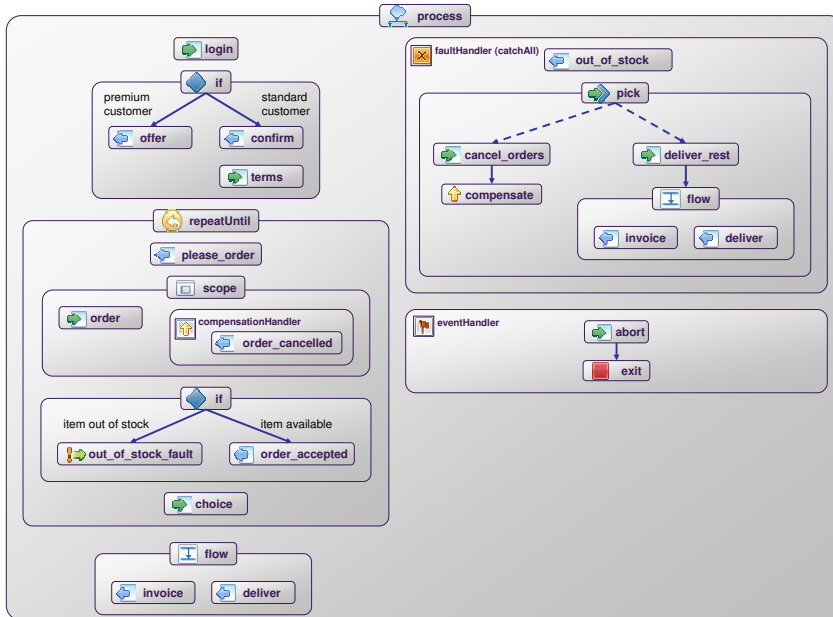 process
login
if
premium
customer
standard
customer
offer
confirm
terms
repeatUntil
please_order
scope
order
compensationHandler
order_cancelled
if
item out of stock
item available
out_of_stock_fault
order_accepted
choice
flow
invoice
deliver
faultHandler (catchAll)
out_of_stock
pick
cancel_orders
deliver_rest
compensate
flow
invoice
deliver
eventHandler
abort
exit